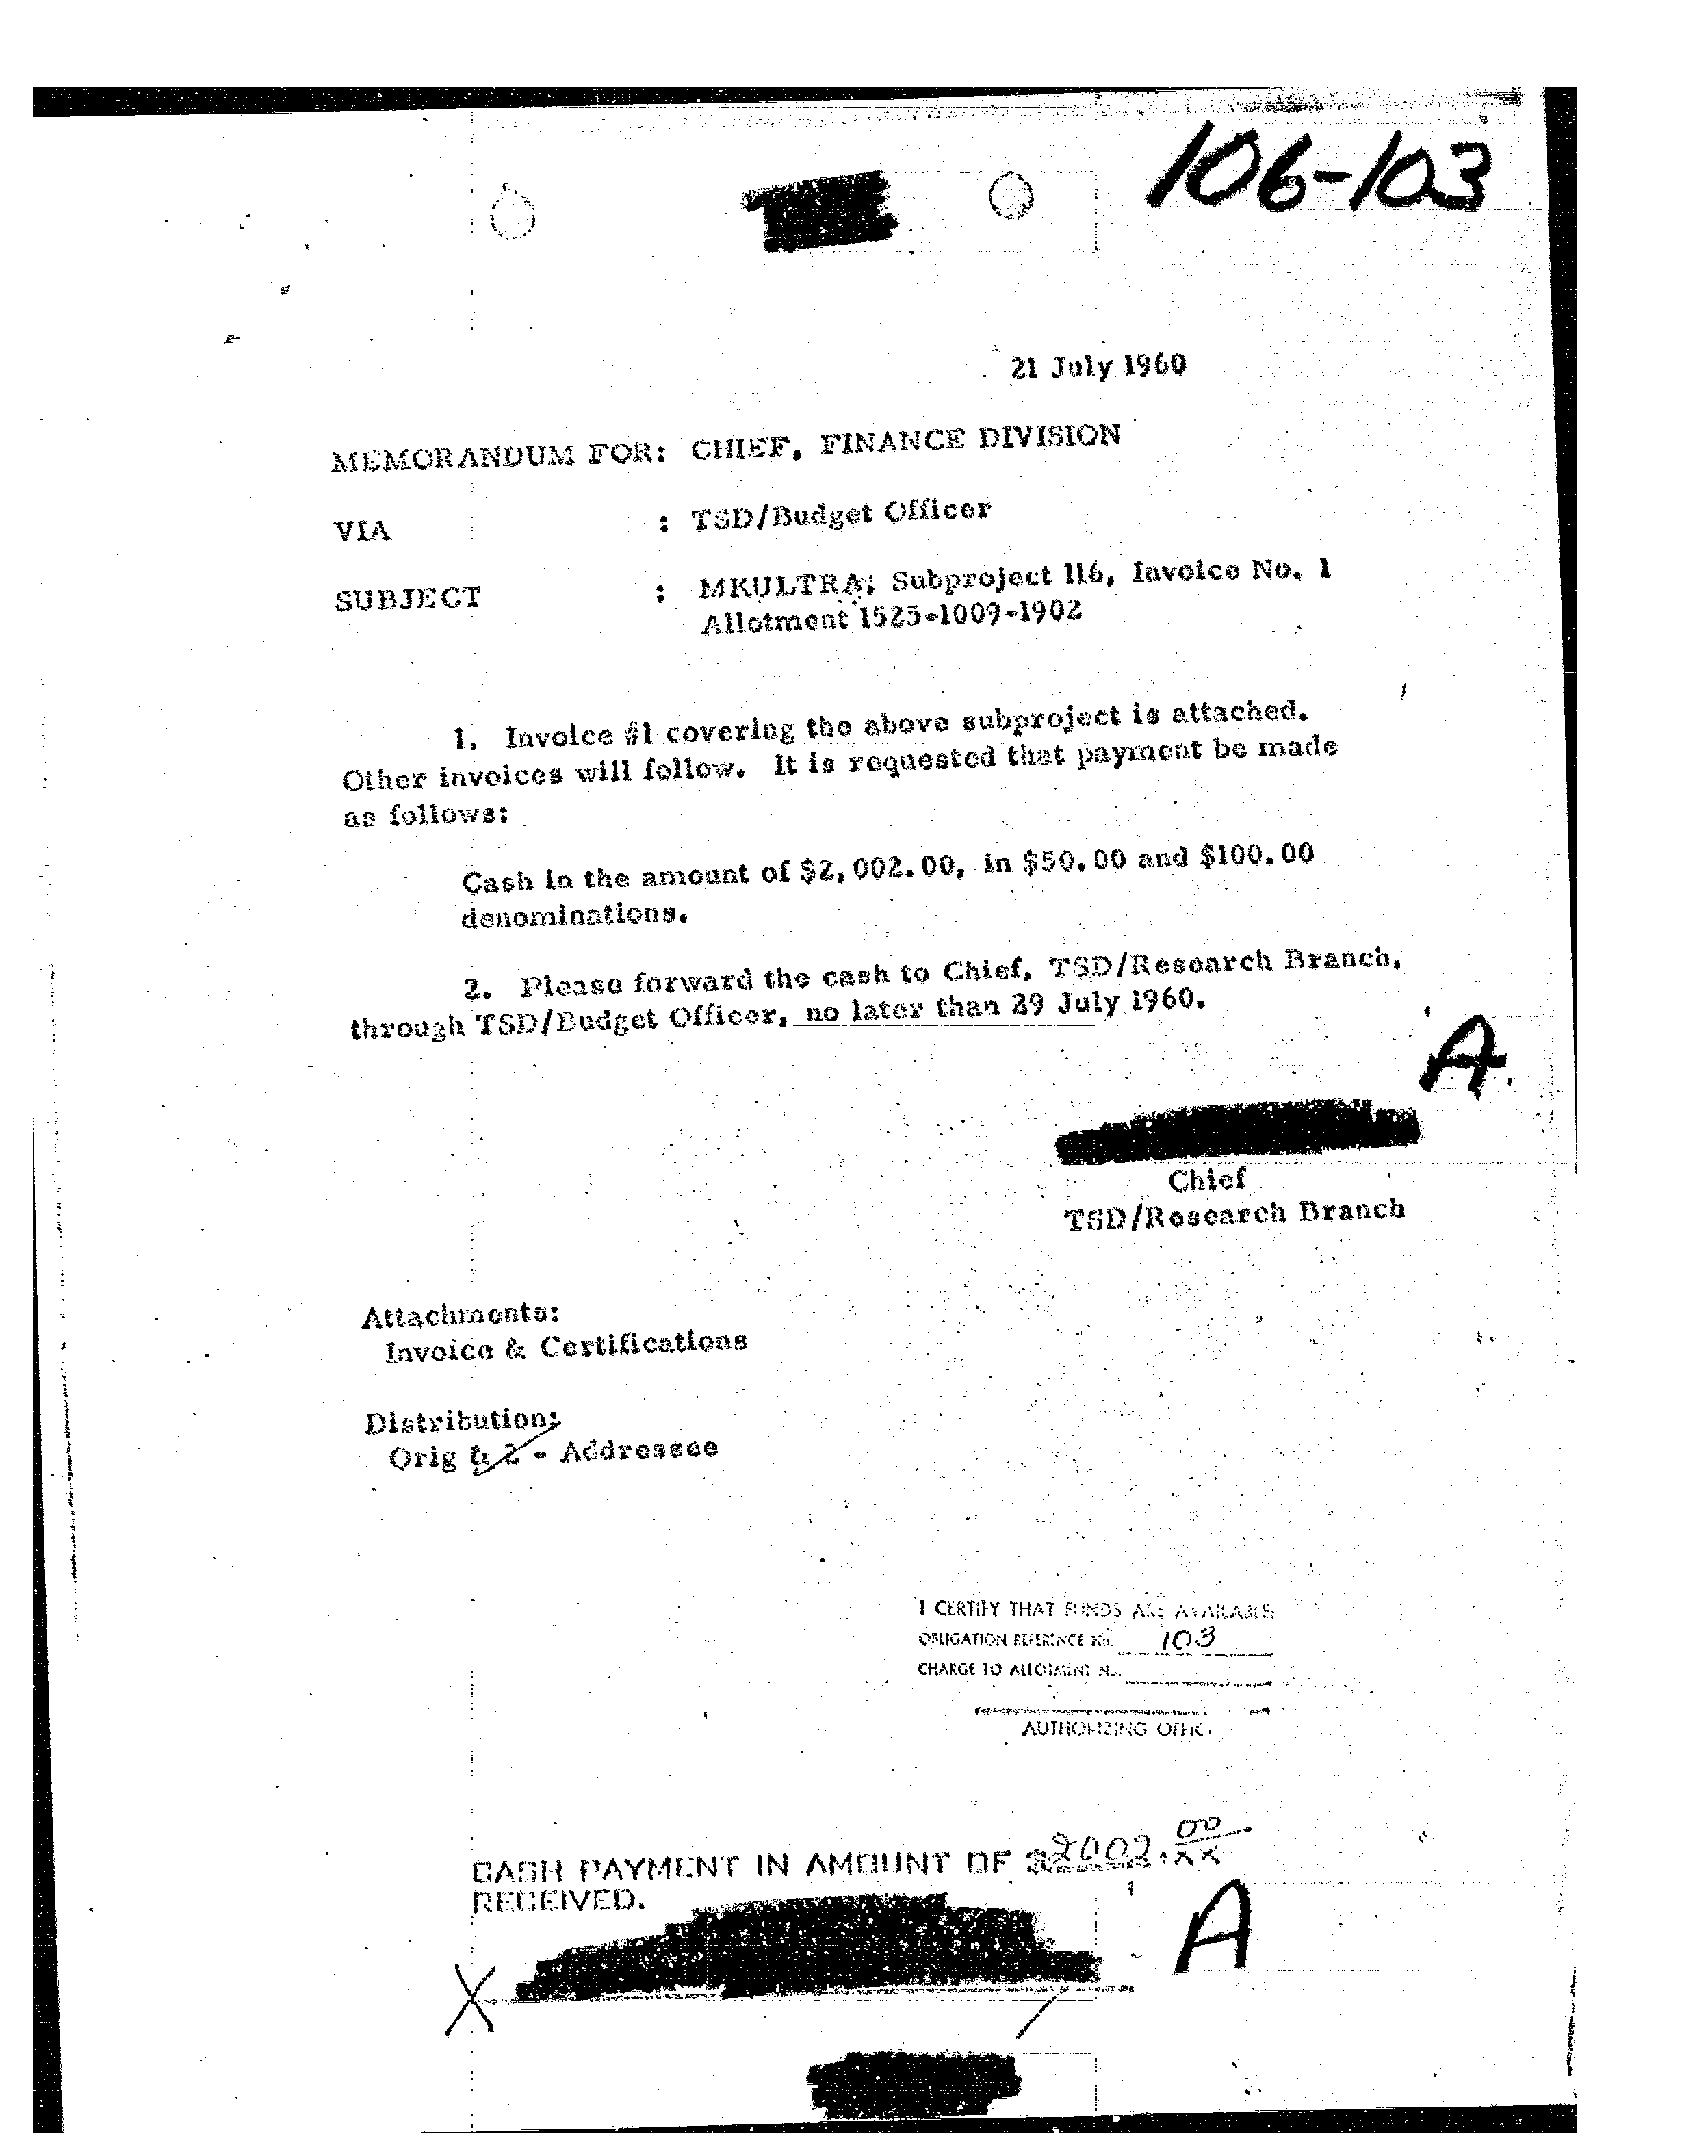 106-103
21 July 1960
MEMORANDUM FOR: CHIEF, FINANCE DIVISION
VIA : TSD/Budget Officer
SUBJECT : MKULTRA; Subproject 116, Invoice No. 1
Allotment 1525-1009-1902
1. Invoice #1 covering the above subproject is attached.
Other invoices will follow. It is requested that payment be made
as follows:
Cash in the amount of $2,002.00, in $50.00 and $100.00
denominations.
2. Please forward the cash to Chief, TSD/Research Branch,
through TSD/Budget Officer, no later than 29 July 1960.
A
Chief
TSD/Research Branch
Attachments:
Invoice & Certifications
Distribution:
Orig & 2 - Addressee
I CERTIFY THAT FUNDS ARE AVAILABLE
OBLIGATION REFERENCE No. 103
CHARGE TO ALLOTMENT No.
AUTHORIZING OFFIC
CASH PAYMENT IN AMOUNT OF $2002.00/XX
RECEIVED.
A
X